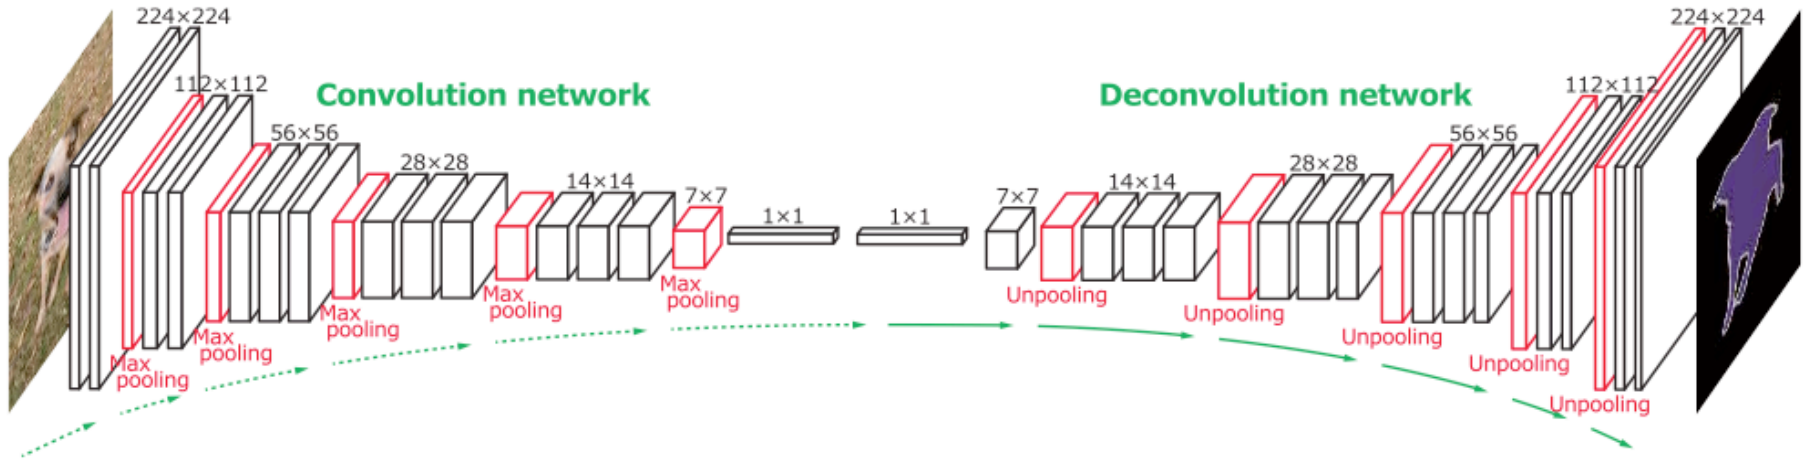 224×224
112×112
Convolution network
56×56
28×28
14×14
7×7
1×1
1×1
7×7
14×14
28×28
56×56
112×112
224×224
Deconvolution network
Max
pooling
Max
pooling
Max
pooling
Max
pooling
Max
pooling
Unpooling
Unpooling
Unpooling
Unpooling
Unpooling